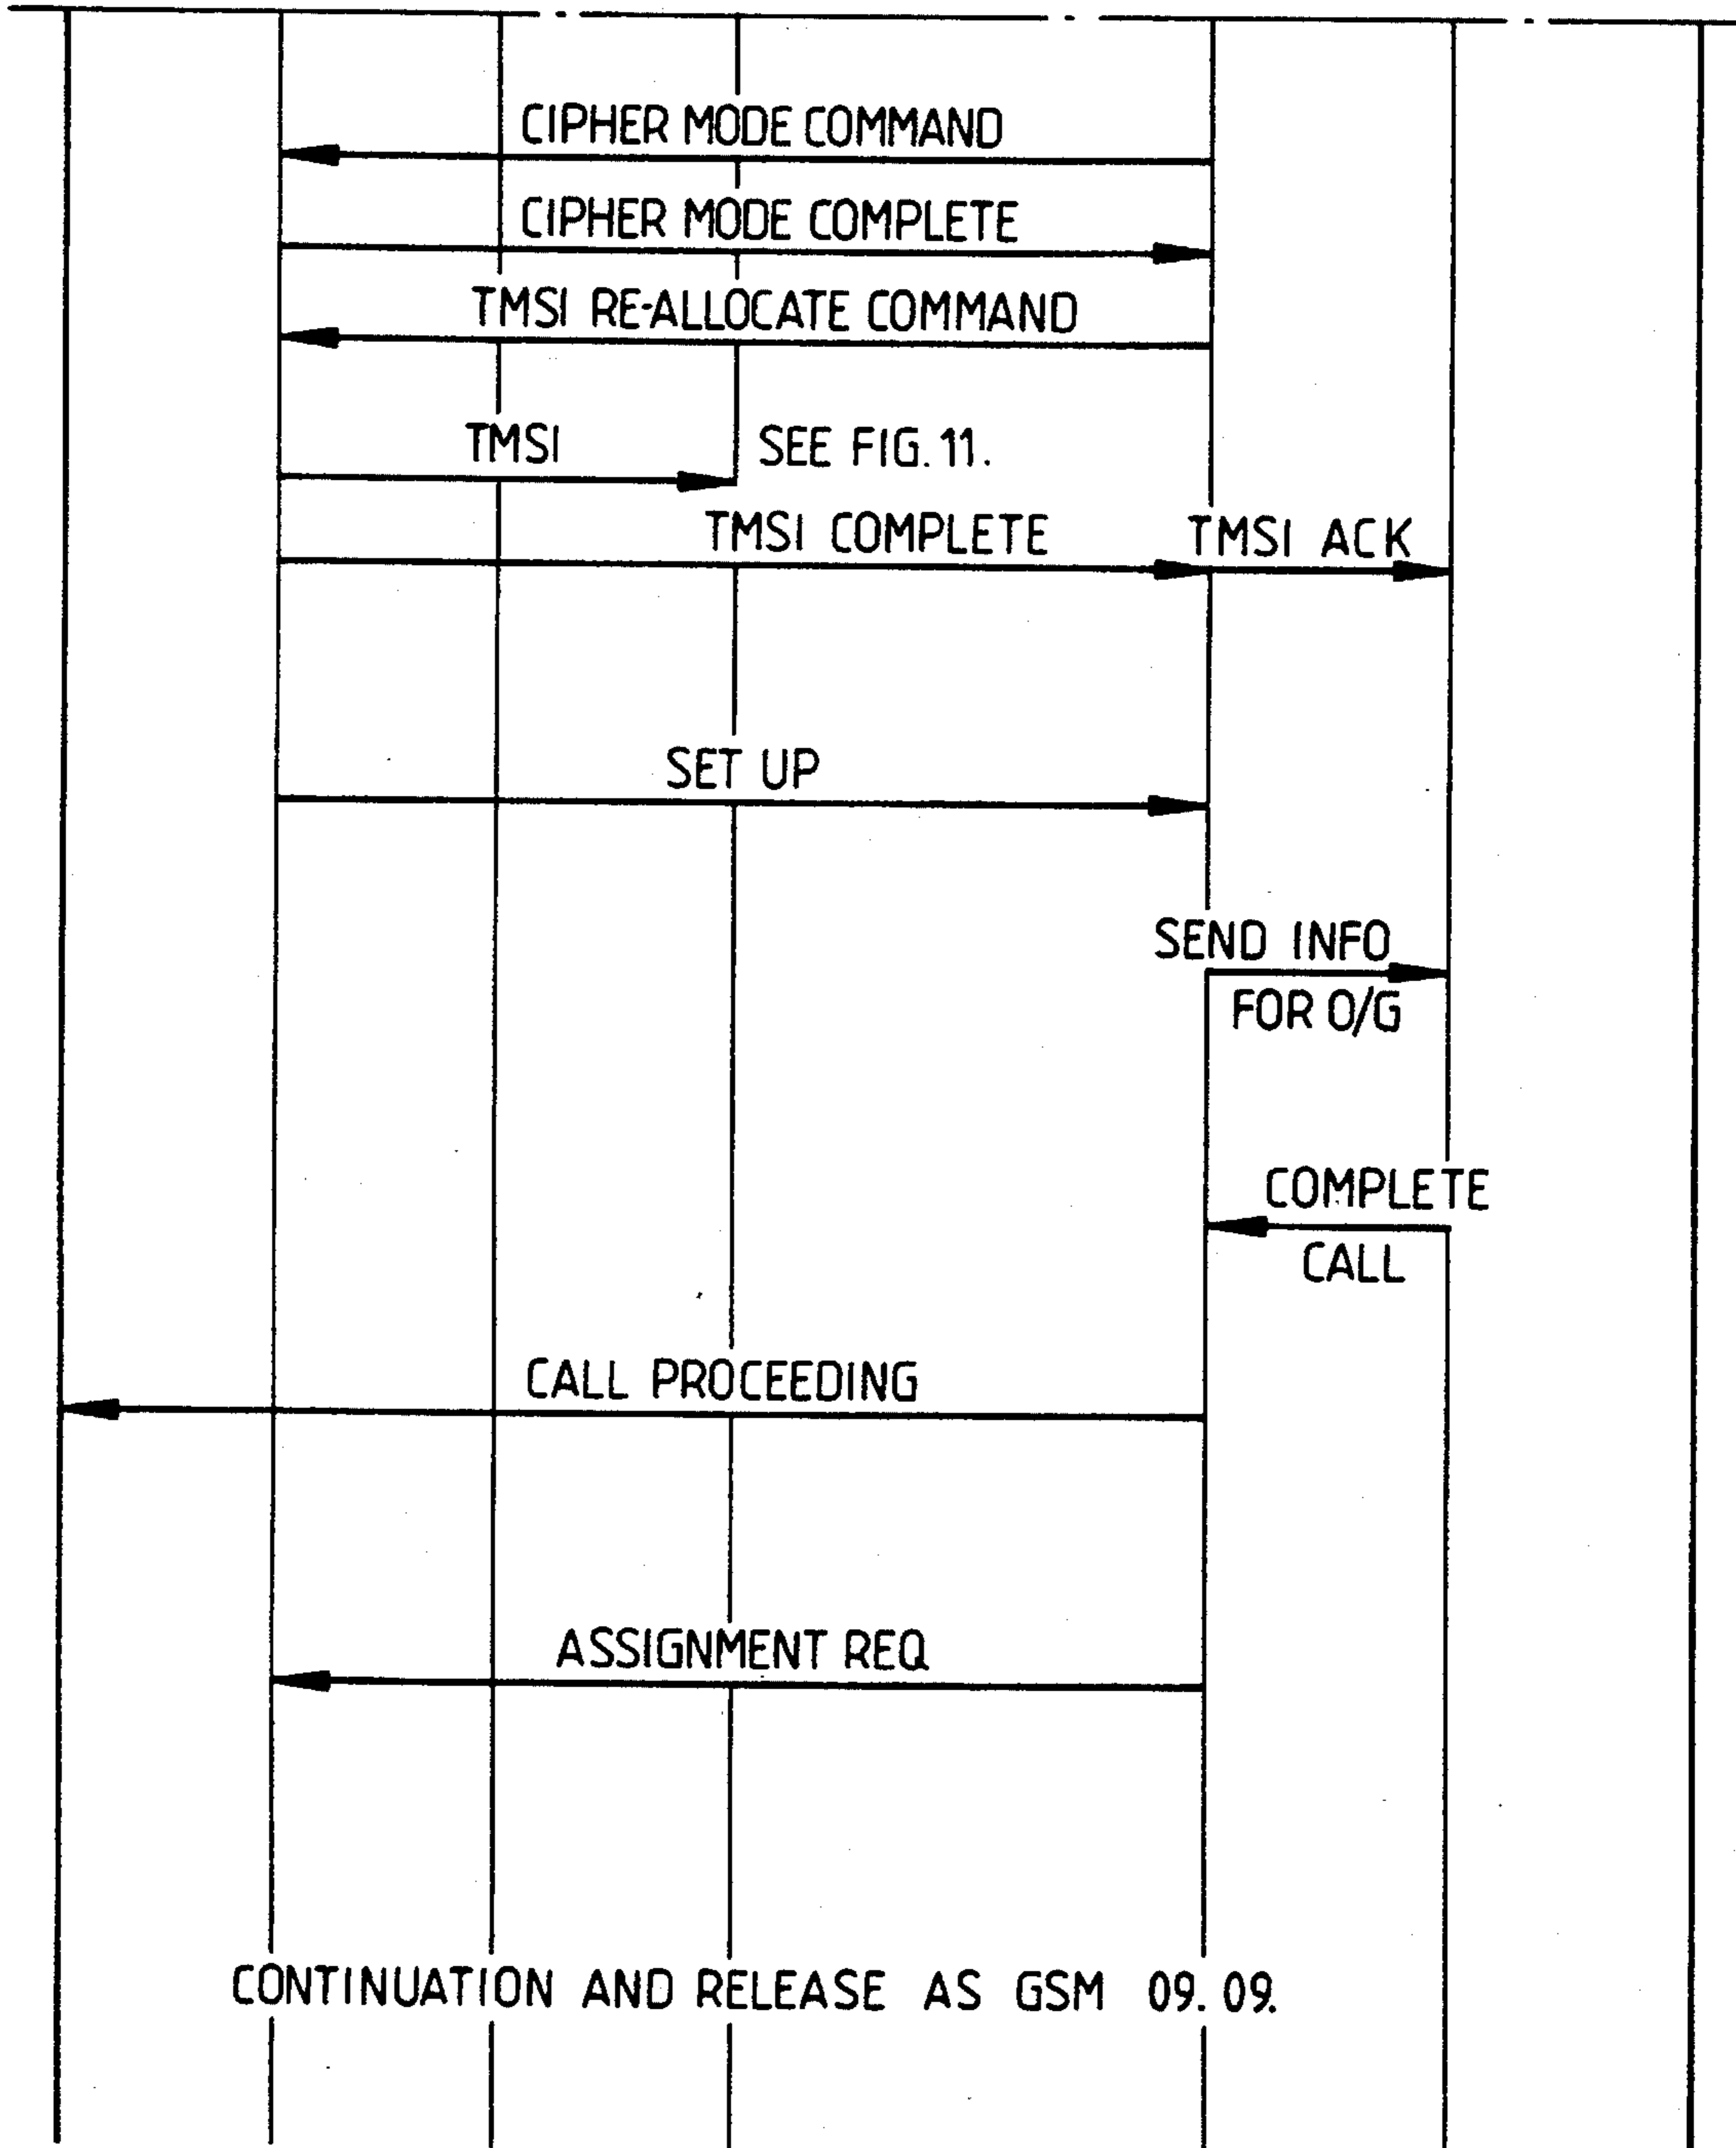 CIPHER MODE COMMAND
CIPHER MODE COMPLETE
TMSI RE-ALLOCATE COMMAND
TMSI SEE FIG. 11.
TMSI COMPLETE TMSI ACK
SET UP
SEND INFO
FOR O/G
COMPLETE
CALL
CALL PROCEEDING
ASSIGNMENT REQ
CONTINUATION AND RELEASE AS GSM 09. 09.